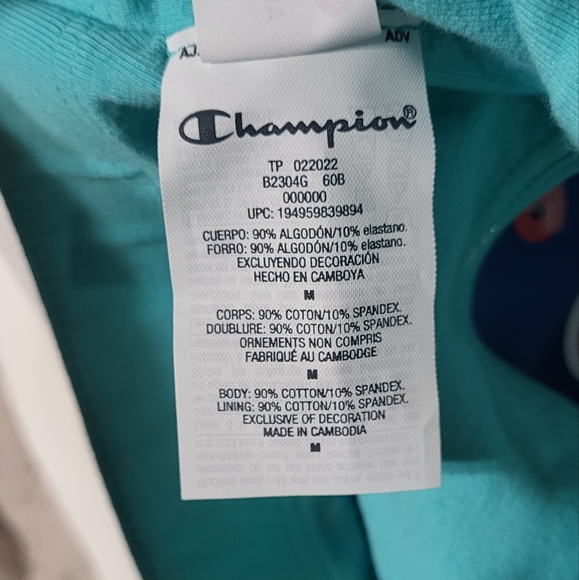 A
AJ.
ADV
Champion®
TP 022022
B2304G 60B
000000
UPC: 194959839894
CUERPO: 90% ALGODÓN/10% elastano.
FORRO: 90% ALGODÓN/10% elastano.
EXCLUYENDO DECORACIÓN
HECHO EN CAMBOYA
M
CORPS: 90% COTON/10% SPANDEX.
DOUBLURE: 90% COTON/10% SPANDEX.
ORNEMENTS NON COMPRIS
FABRIQUÉ AU CAMBODGE
M
BODY: 90% COTTON/10% SPANDEX.
LINING: 90% COTTON/10% SPANDEX.
EXCLUSIVE OF DECORATION
MADE IN CAMBODIA
M